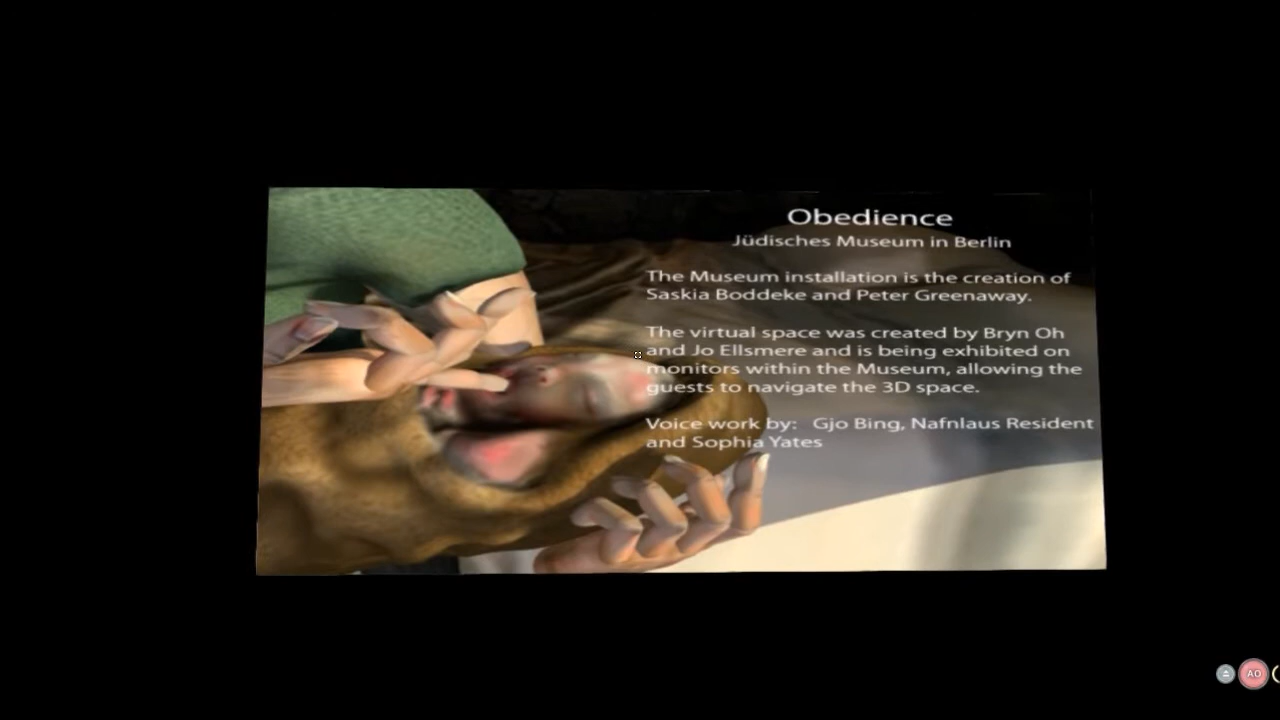 Obedience
Jüdisches Museum in Berlin
The Museum installation is the creation of
Saskia Boddeke and Peter Greenaway.
The virtual space was created by Bryn Oh
and Jo Ellsmere and is being exhibited on
monitors within the Museum, allowing the
guests to navigate the 3D space.
Voice work by: Gjo Bing, Nafnlaus Resident
and Sophia Yates
AO